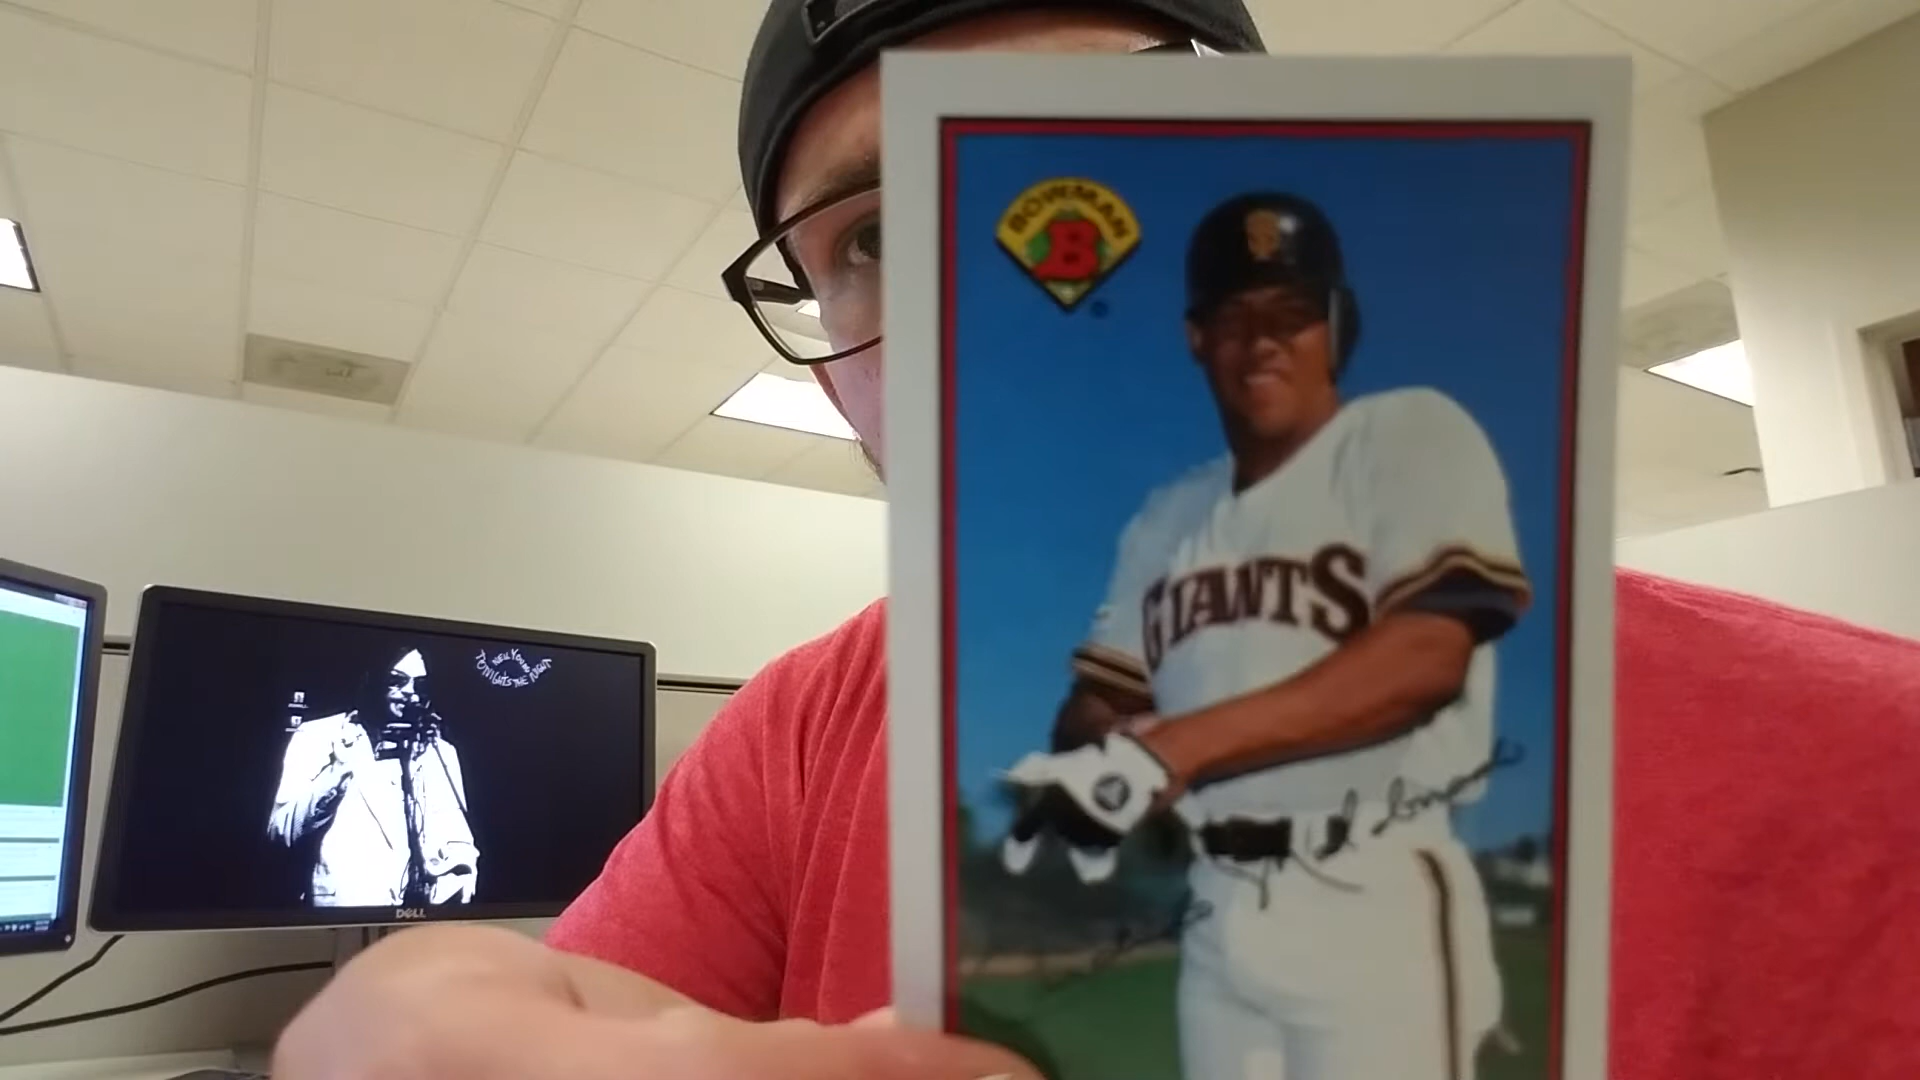 BOWMAN
B
GIANTS
NEIL YOUNG
TONIGHT'S THE NIGHT
DELL